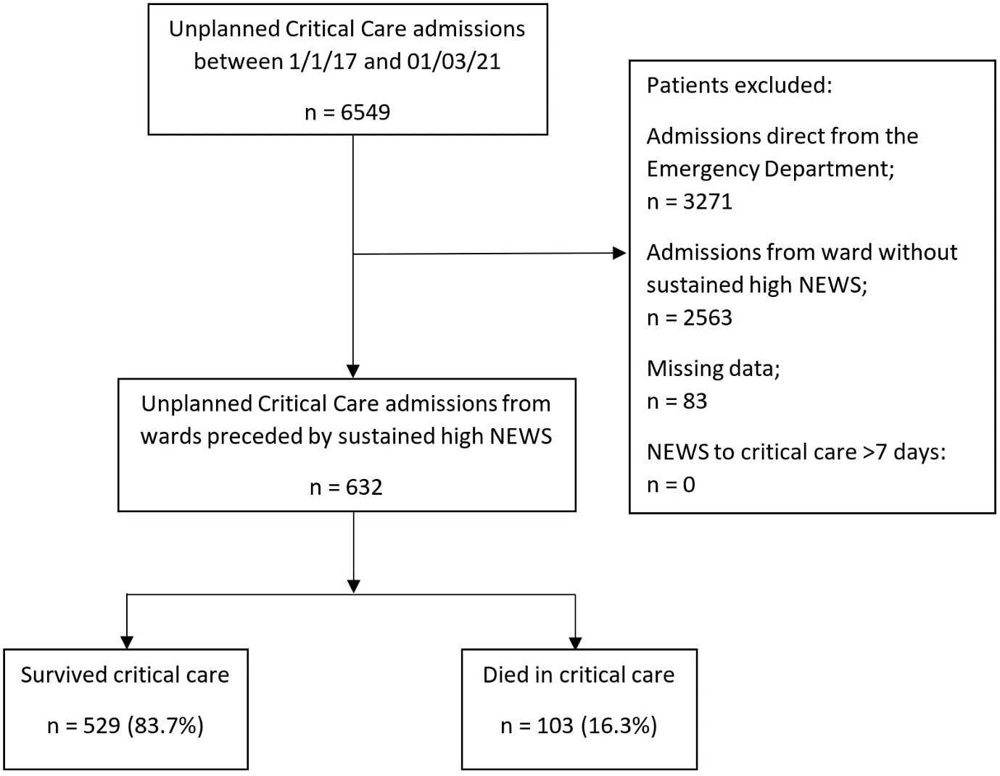 Unplanned Critical Care admissions
between 1/1/17 and 01/03/21
n = 6549
Patients excluded:
Admissions direct from the
Emergency Department;
n = 3271
Admissions from ward without
sustained high NEWS;
n = 2563
Missing data;
n = 83
NEWS to critical care >7 days:
n = 0
Unplanned Critical Care admissions from
wards preceded by sustained high NEWS
n = 632
Survived critical care
n = 529 (83.7%)
Died in critical care
n = 103 (16.3%)